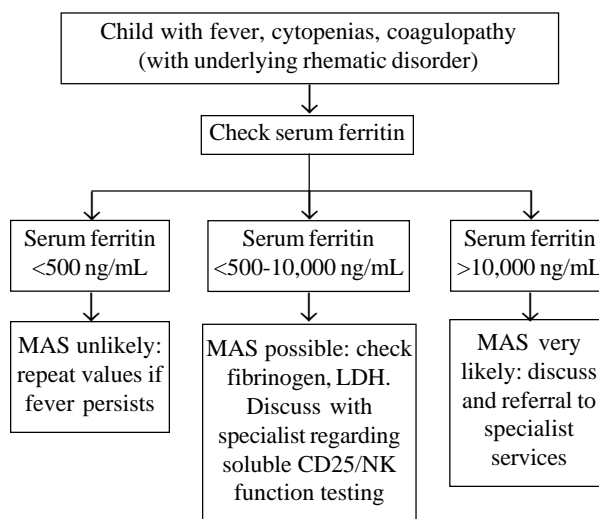 Child with fever, cytopenias, coagulopathy
(with underlying rhematic disorder)
Check serum ferritin
Serum ferritin
<500 ng/mL
Serum ferritin
<500-10,000 ng/mL
Serum ferritin
>10,000 ng/mL
MAS unlikely:
repeat values if
fever persists
MAS possible: check
fibrinogen, LDH.
Discuss with
specialist regarding
soluble CD25/NK
function testing
MAS very
likely: discuss
and referral to
specialist
services